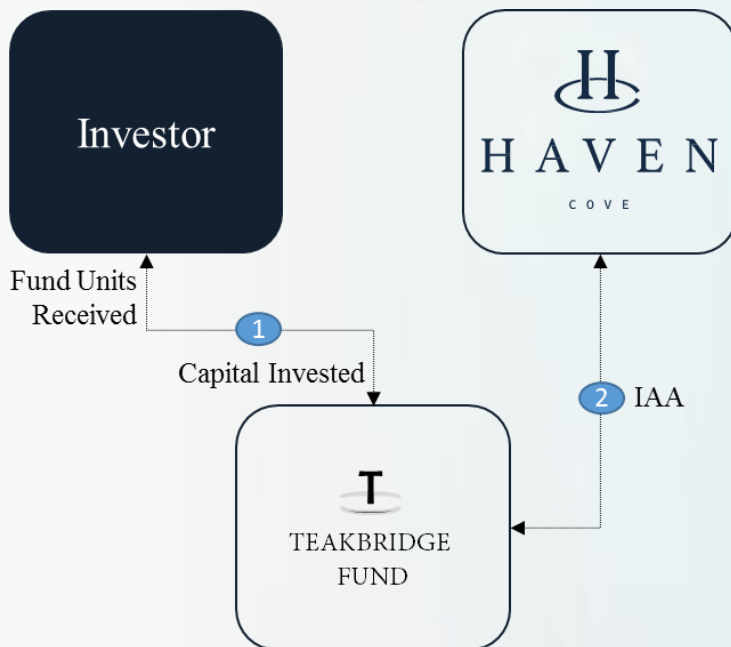 Investor
H
HAVEN
COVE
Fund Units
Received
1
Capital Invested
2
IAA
T
TEAKBRIDGE
FUND